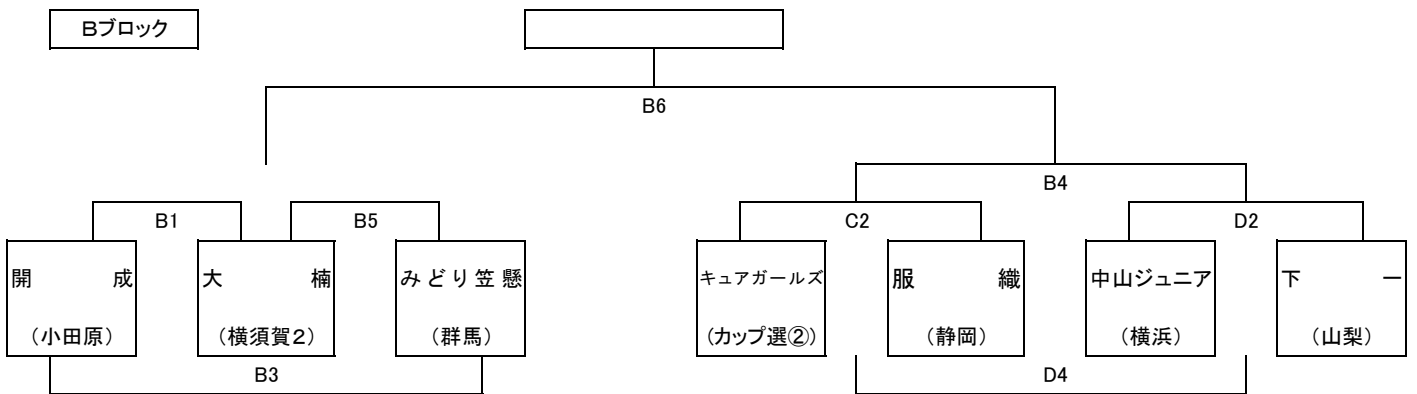 Bブロック
B6
B4
B1 B5 C2 D2
開成 大楠 みどり笠懸 キュアガールズ 服織 中山ジュニア 下一
（小田原） （横須賀２） （群馬） （カップ選②） （静岡） （横浜） （山梨）
B3 D4